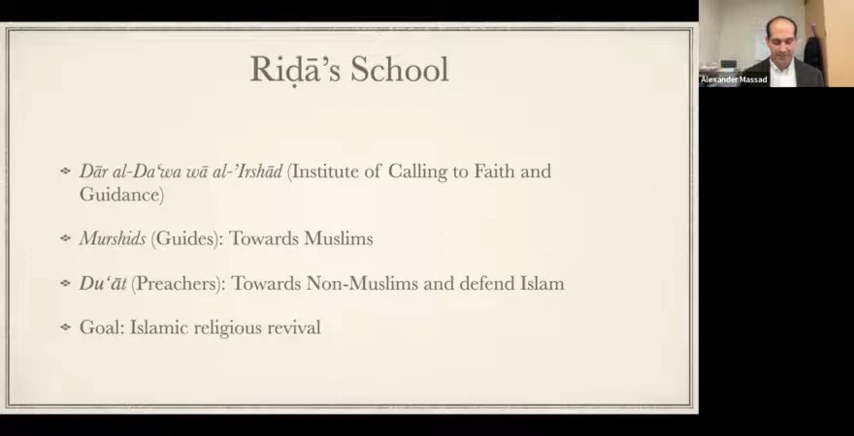 Riḍā’s School
Alexander Massad
Dār al-Da‘wa wā al-’Irshād (Institute of Calling to Faith and
Guidance)
Murshids (Guides): Towards Muslims
Du‘āt (Preachers): Towards Non-Muslims and defend Islam
Goal: Islamic religious revival